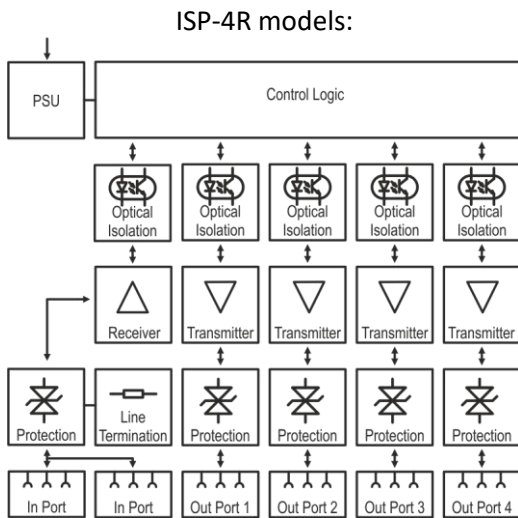 ISP-4R models:
PSU
Control Logic
Optical
Isolation
Optical
Isolation
Optical
Isolation
Optical
Isolation
Optical
Isolation
Receiver
Transmitter
Transmitter
Transmitter
Transmitter
Protection
Line
Termination
Protection
Protection
Protection
Protection
In Port
In Port
Out Port 1
Out Port 2
Out Port 3
Out Port 4